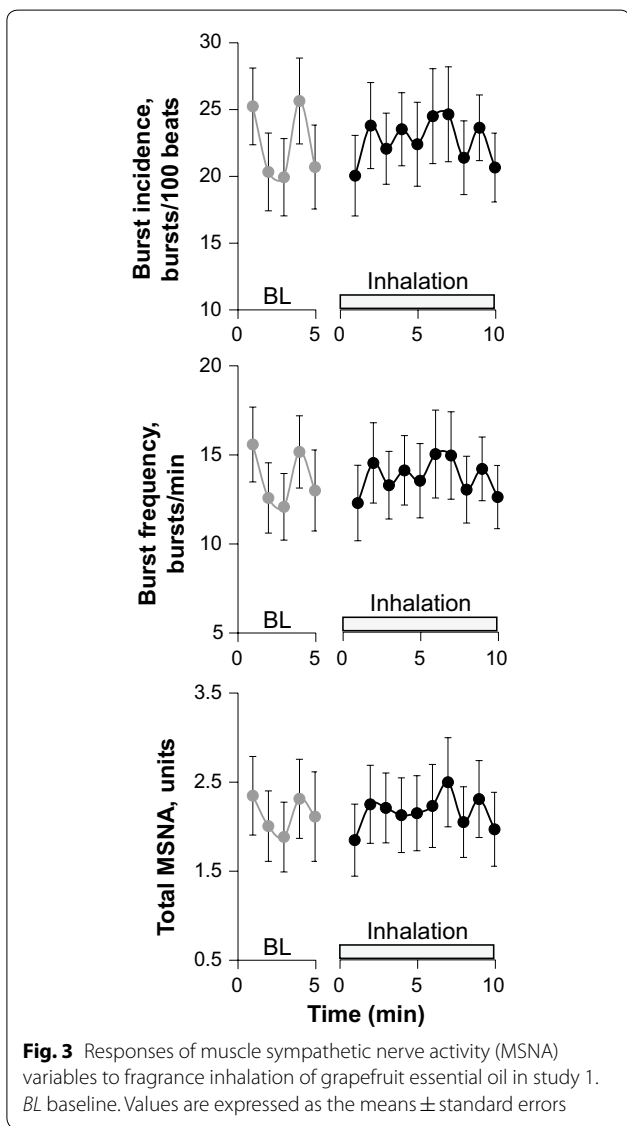 30
25
20
15
10
Burst incidence,
bursts/100 beats
BL
Inhalation
0 5 0 5 10
20
15
10
5
Burst frequency,
bursts/min
BL
Inhalation
0 5 0 5 10
3.5
2.5
1.5
0.5
Total MSNA, units
BL
Inhalation
0 5 0 5 10
Time (min)
Fig. 3 Responses of muscle sympathetic nerve activity (MSNA)
variables to fragrance inhalation of grapefruit essential oil in study 1.
BL baseline. Values are expressed as the means ± standard errors